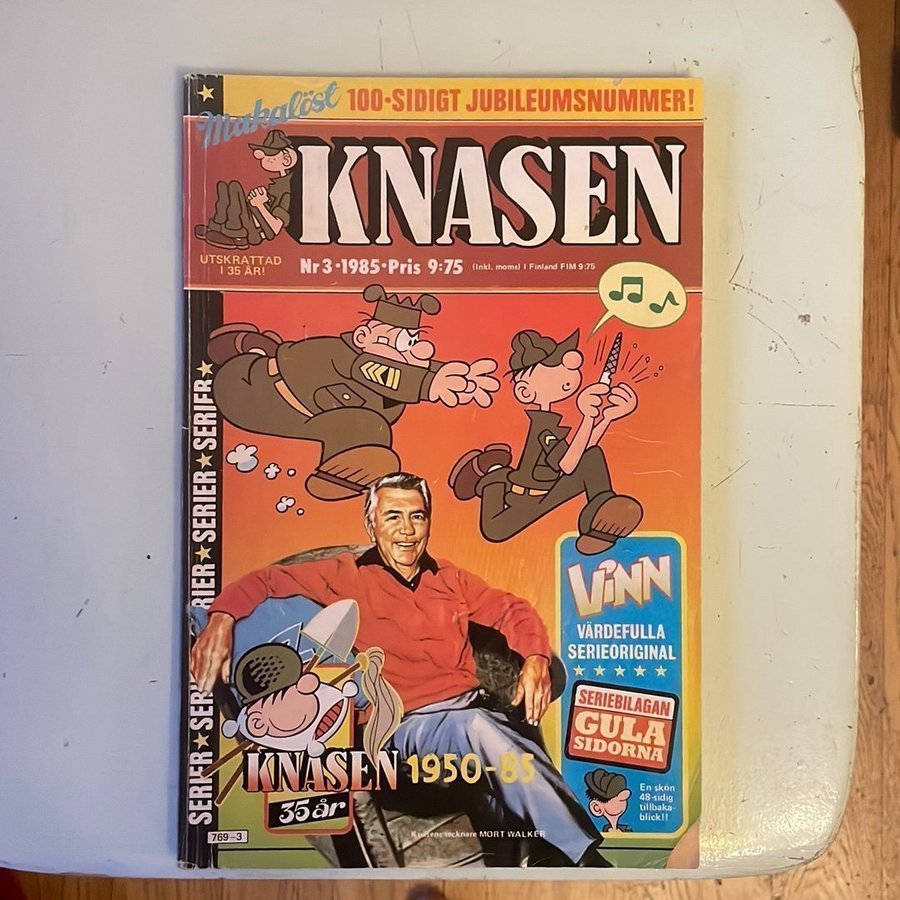 Makalöst 100-SIDIGT JUBILEUMSNUMMER!
KNASEN
UTSKRATTAD
I 35 ÅR!
Nr 3·1985·Pris 9:75 (Inkl. moms) I Finland FIM 9:75
SERIER★SERIER★SERIER★SERIER★SERIER★
VINN
VÄRDEFULLA
SERIEORIGINAL
SERIEBILAGAN
GULA
SIDORNA
En skön
48-sidig
tillbaka-
blick!!
KNASEN 1950-85
35 år
Knasens tecknare MORT WALKER
769-3